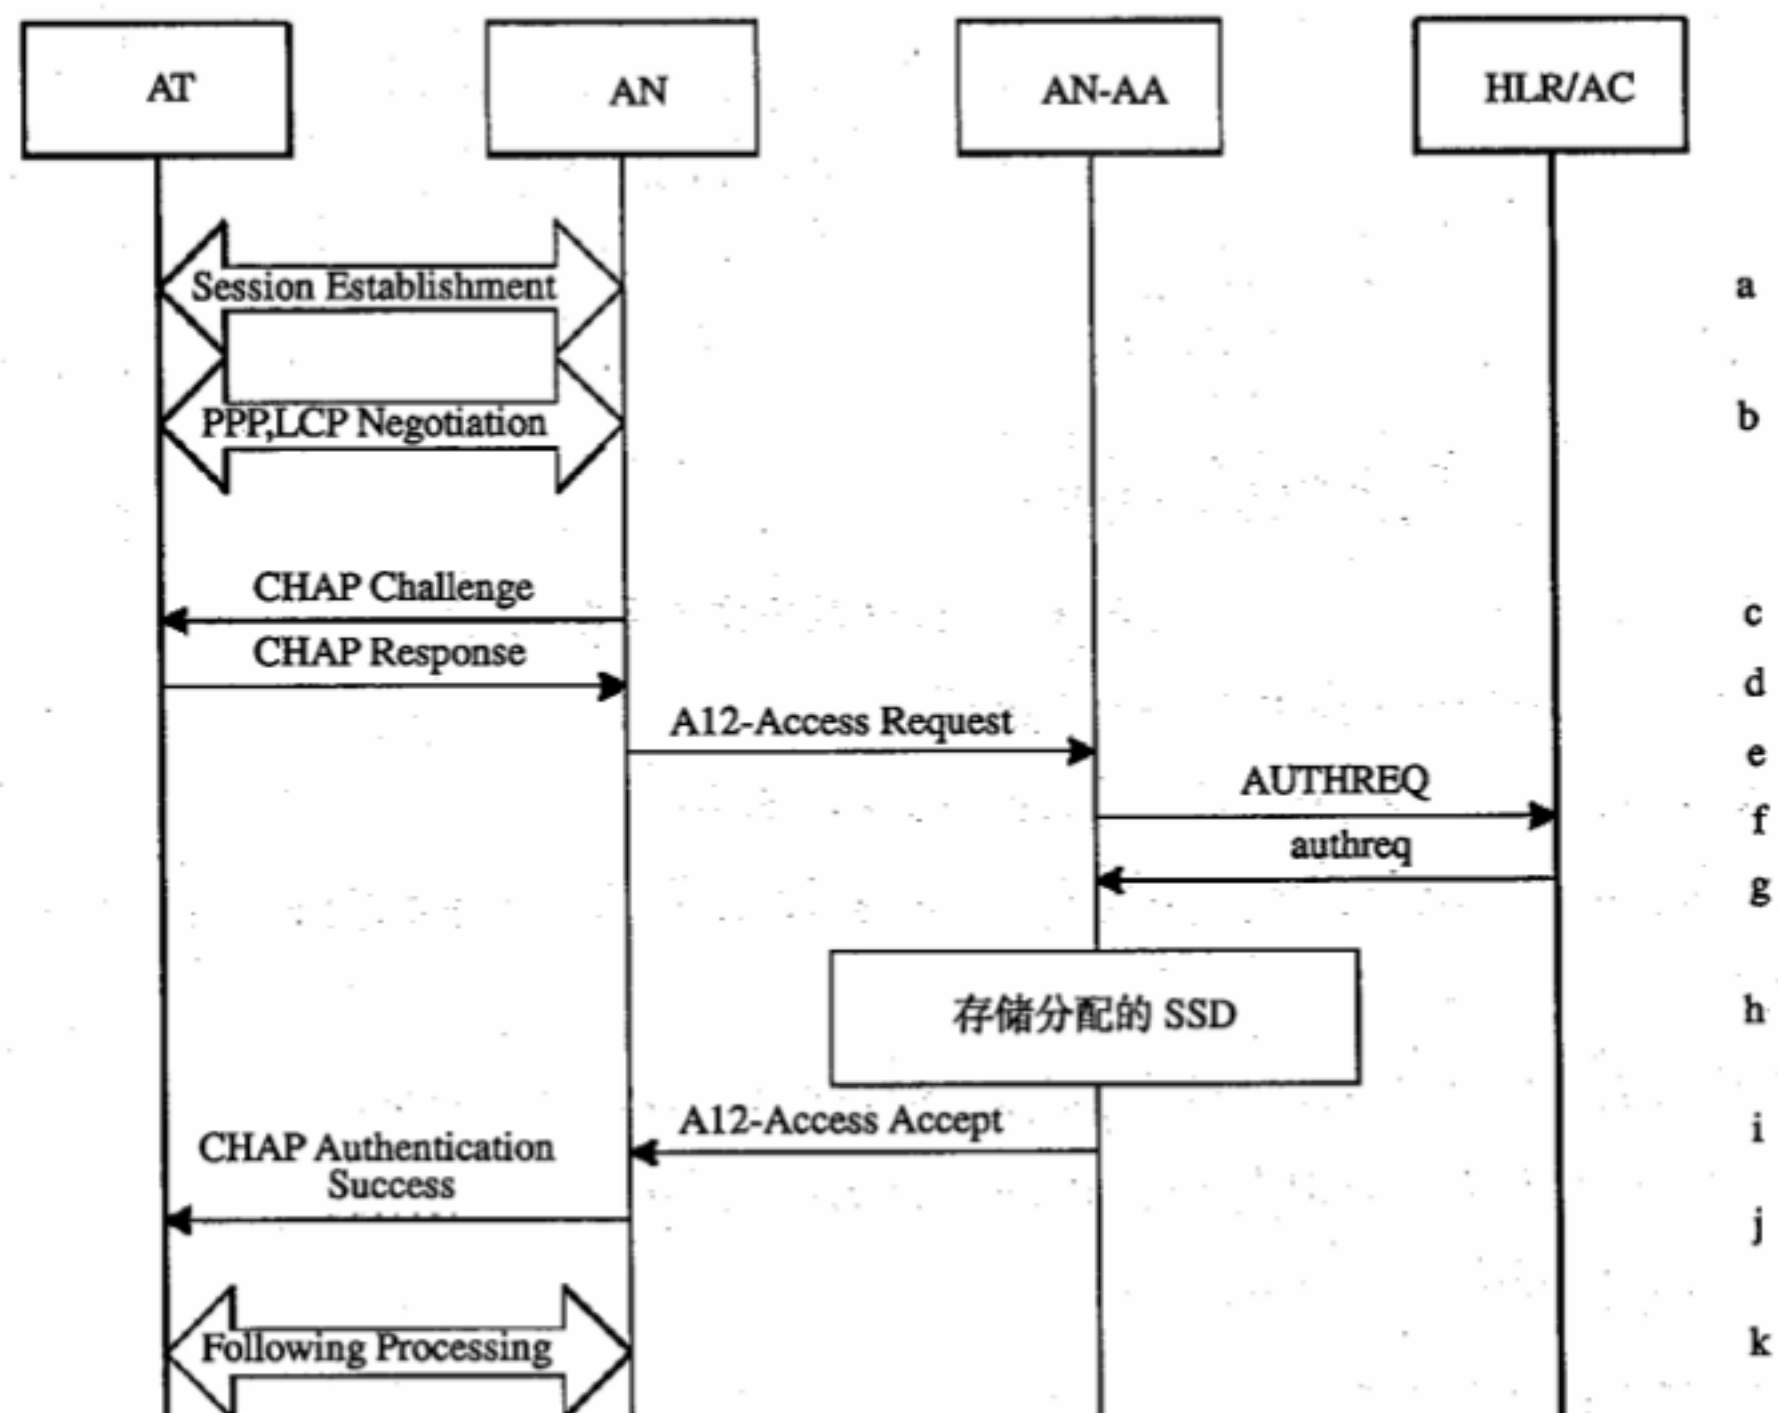 AT
AN
AN-AA
HLR/AC
Session Establishment
a
PPP,LCP Negotiation
b
CHAP Challenge
c
CHAP Response
d
A12-Access Request
e
AUTHREQ
f
authreq
g
存储分配的 SSD
h
A12-Access Accept
i
CHAP Authentication
Success
j
Following Processing
k